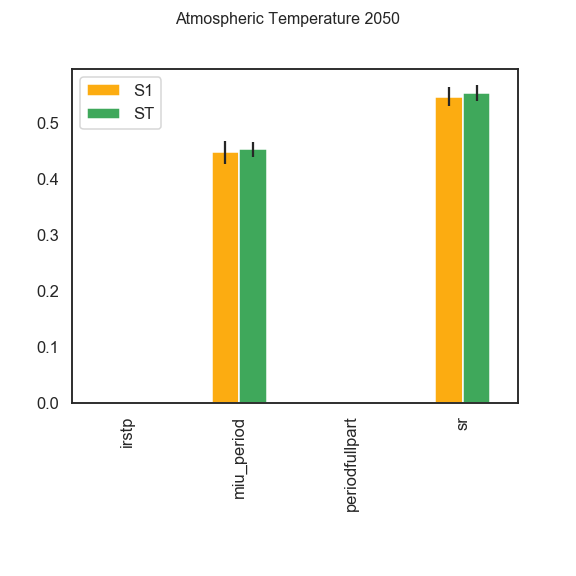 Atmospheric Temperature 2050
S1
ST
0.5
0.4
0.3
0.2
0.1
0.0
irstp
miu_period
periodfullpart
sr